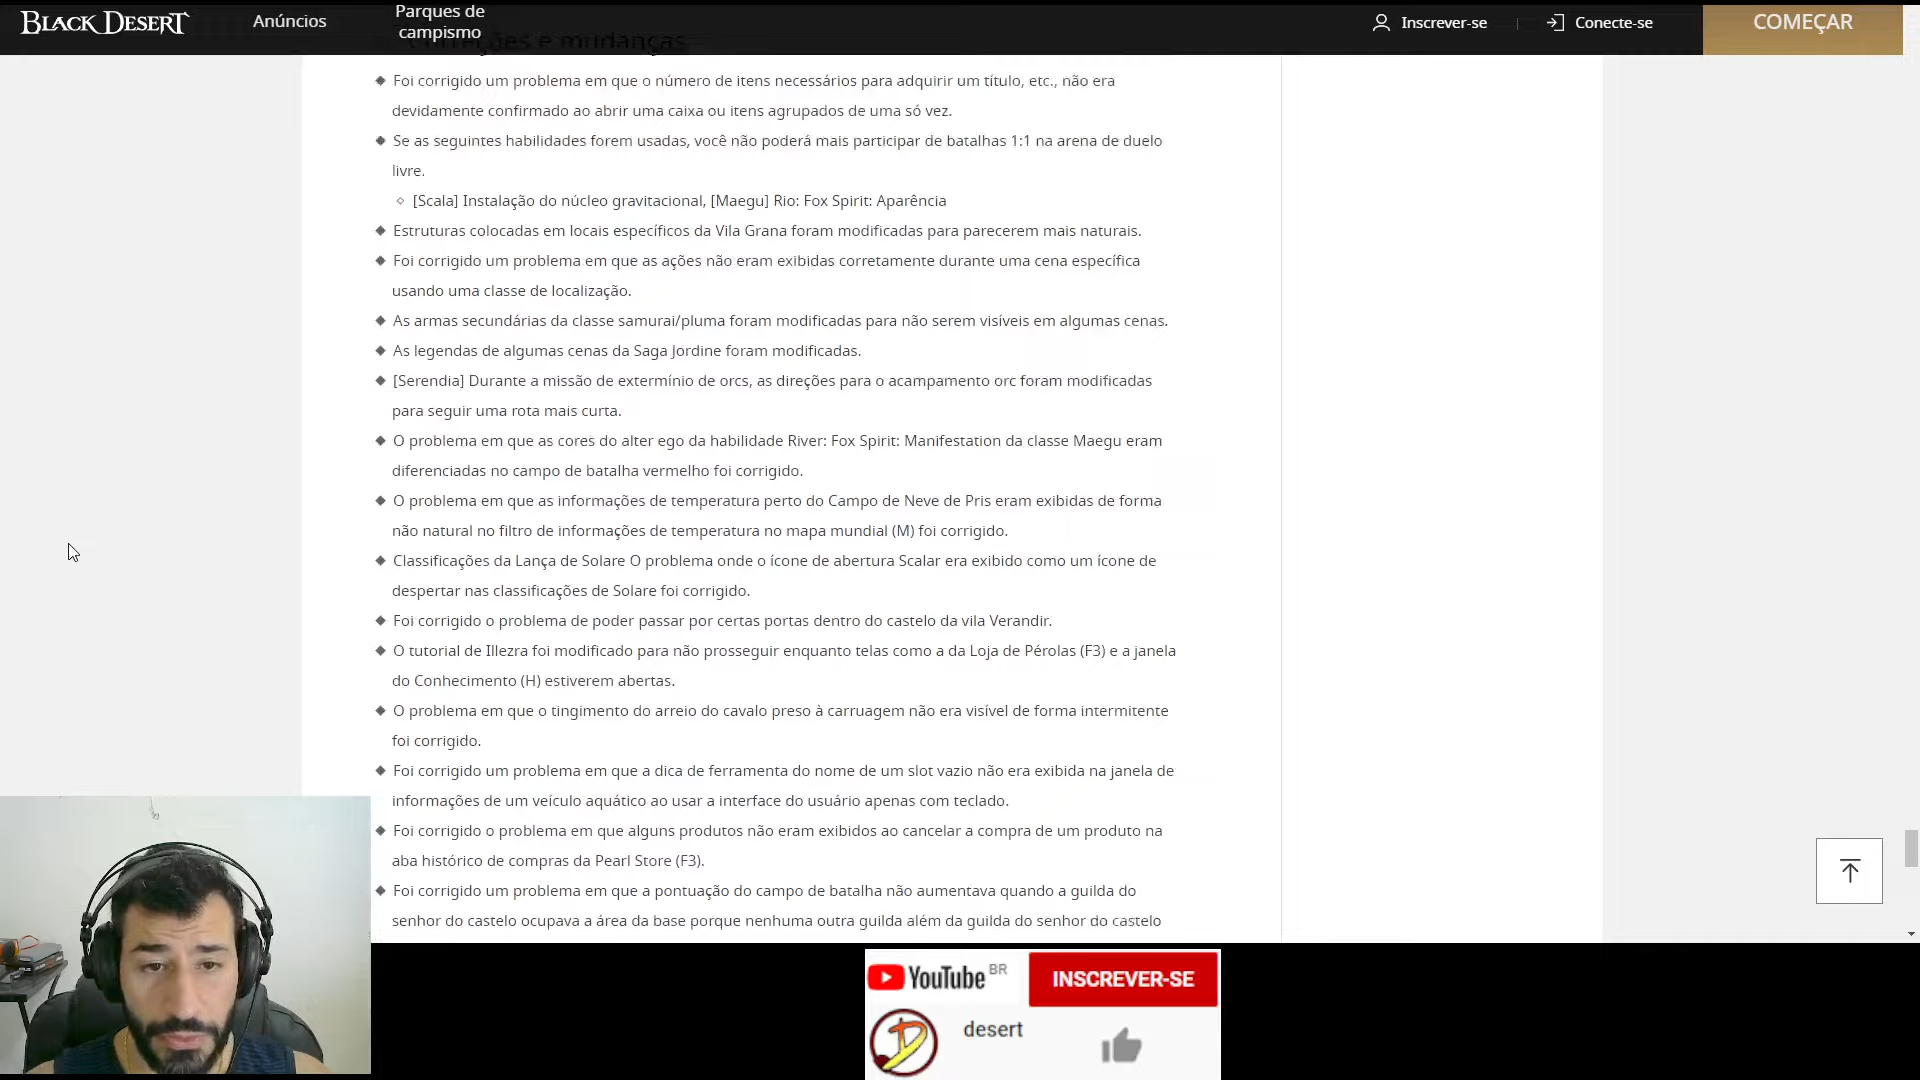 BLACK DESERT
Anúncios
Parques de
campismo
Inscrever-se
Conecte-se
COMEÇAR
Correções e mudanças
Foi corrigido um problema em que o número de itens necessários para adquirir um título, etc., não era
devidamente confirmado ao abrir uma caixa ou itens agrupados de uma só vez.
Se as seguintes habilidades forem usadas, você não poderá mais participar de batalhas 1:1 na arena de duelo
livre.
[Scala] Instalação do núcleo gravitacional, [Maegu] Rio: Fox Spirit: Aparência
Estruturas colocadas em locais específicos da Vila Grana foram modificadas para parecerem mais naturais.
Foi corrigido um problema em que as ações não eram exibidas corretamente durante uma cena específica
usando uma classe de localização.
As armas secundárias da classe samurai/pluma foram modificadas para não serem visíveis em algumas cenas.
As legendas de algumas cenas da Saga Jordine foram modificadas.
[Serendia] Durante a missão de extermínio de orcs, as direções para o acampamento orc foram modificadas
para seguir uma rota mais curta.
O problema em que as cores do alter ego da habilidade River: Fox Spirit: Manifestation da classe Maegu eram
diferenciadas no campo de batalha vermelho foi corrigido.
O problema em que as informações de temperatura perto do Campo de Neve de Pris eram exibidas de forma
não natural no filtro de informações de temperatura no mapa mundial (M) foi corrigido.
Classificações da Lança de Solare O problema onde o ícone de abertura Scalar era exibido como um ícone de
despertar nas classificações de Solare foi corrigido.
Foi corrigido o problema de poder passar por certas portas dentro do castelo da vila Verandir.
O tutorial de Illezra foi modificado para não prosseguir enquanto telas como a da Loja de Pérolas (F3) e a janela
do Conhecimento (H) estiverem abertas.
O problema em que o tingimento do arreio do cavalo preso à carruagem não era visível de forma intermitente
foi corrigido.
Foi corrigido um problema em que a dica de ferramenta do nome de um slot vazio não era exibida na janela de
informações de um veículo aquático ao usar a interface do usuário apenas com teclado.
Foi corrigido o problema em que alguns produtos não eram exibidos ao cancelar a compra de um produto na
aba histórico de compras da Pearl Store (F3).
Foi corrigido um problema em que a pontuação do campo de batalha não aumentava quando a guilda do
senhor do castelo ocupava a área da base porque nenhuma outra guilda além da guilda do senhor do castelo
YouTube BR
INSCREVER-SE
desert